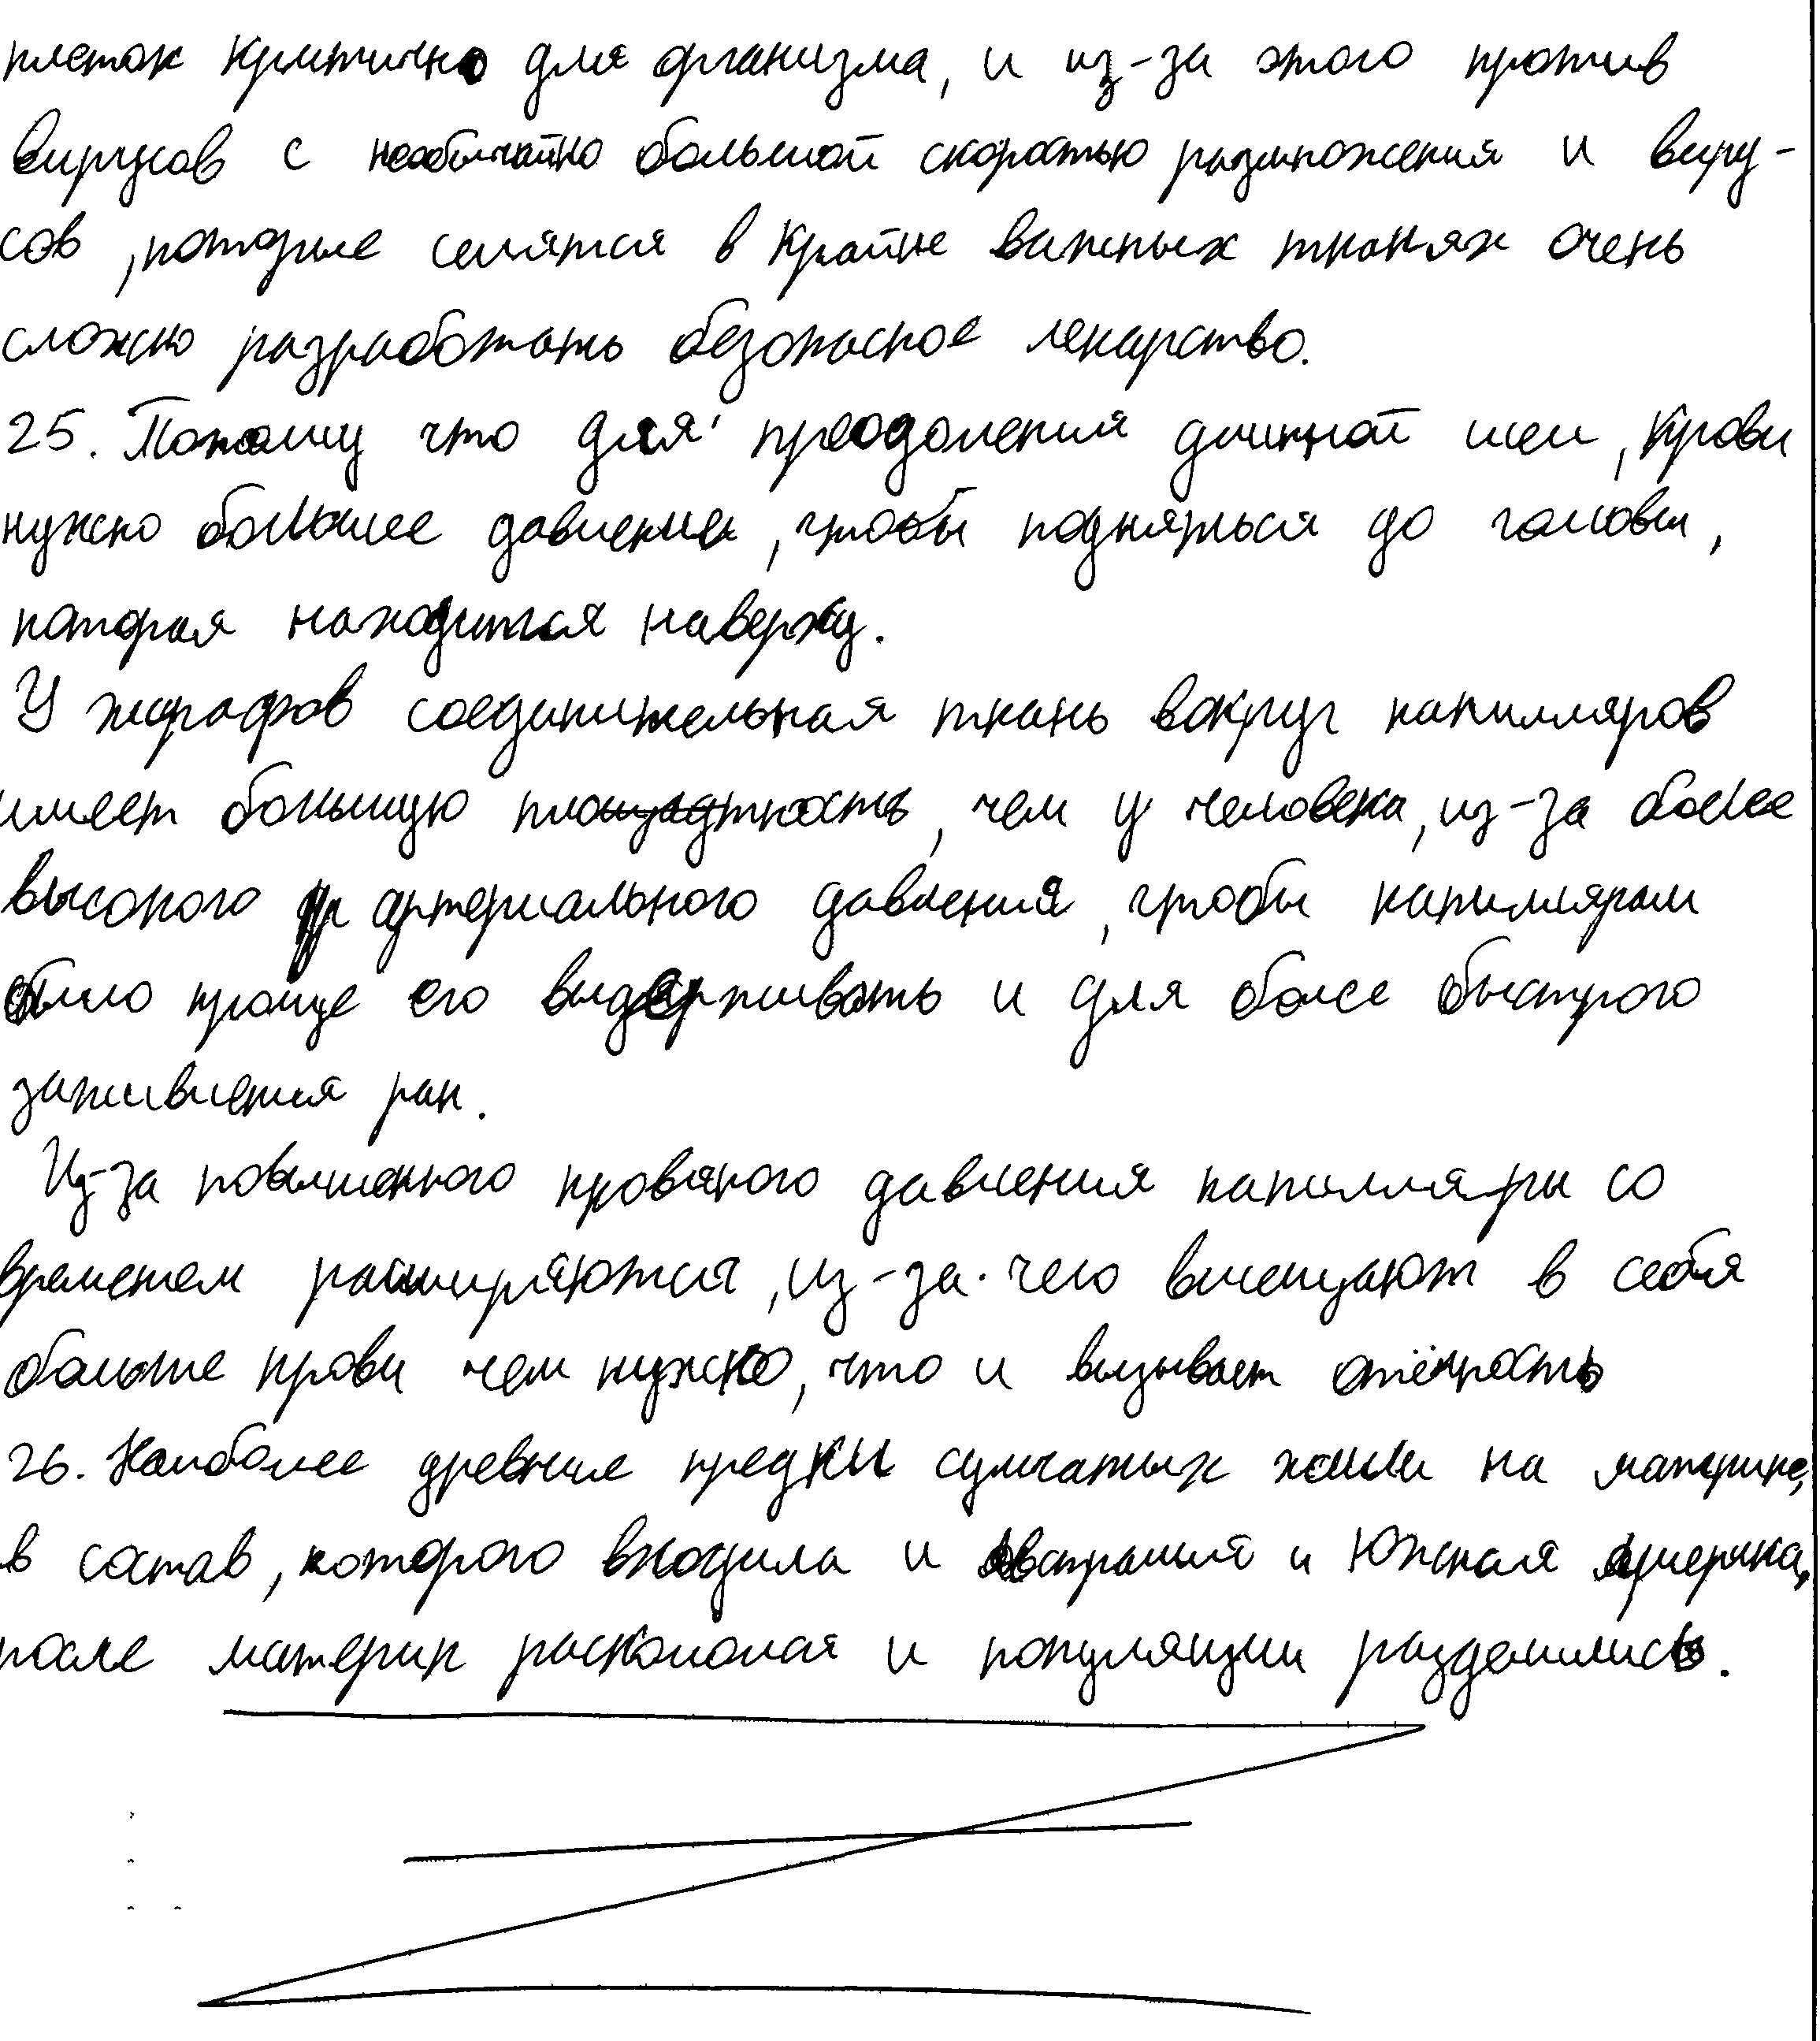 клеток критично для организма, и из-за этого против
вирусов с необычайно большой скоростью размножения и виру-
сов, которые селятся в крайне важных тканях очень
сложно разработать безопасное лекарство.
25. Потому что для преодоления длинной шеи, крови
нужно большее давление, чтобы подняться до головы,
которая находится наверху.
У жирафов соединительная ткань вокруг капилляров
имеет большую плотность, чем у человека, из-за более
высокого артериального давления, чтобы капиллярам
было проще его выдерживать и для более быстрого
заживления ран.
Из-за повышенного кровяного давления капилляры со
временем расширяются, из-за чего вмещают в себя
больше крови чем нужно, что и вызывает отёчность
26. Наиболее древние предки сумчатых жили на материке,
в состав, которого входила и Австралия и Южная Америка,
после материк раскололся и популяции разделились.